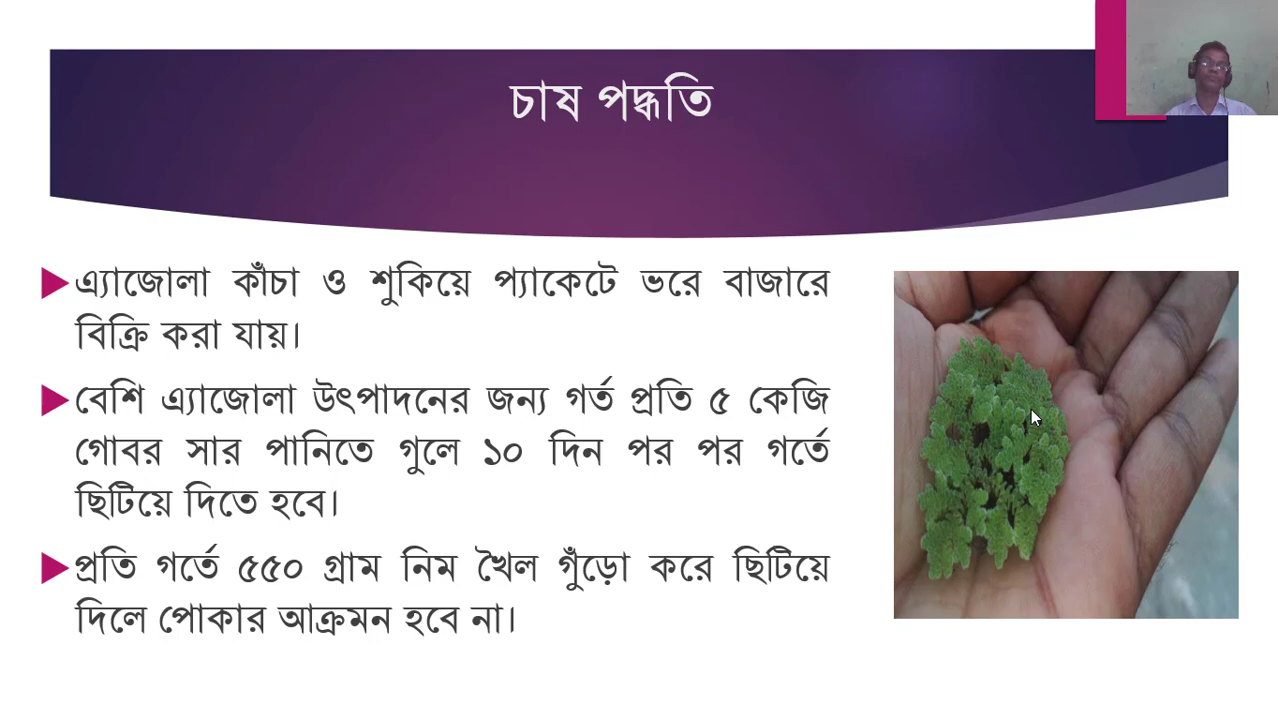 চাষ পদ্ধতি
এ্যাজোলা কাঁচা ও শুকিয়ে প্যাকেটে ভরে বাজারে
বিক্রি করা যায়।
বেশি এ্যাজোলা উৎপাদনের জন্য গর্ত প্রতি ৫ কেজি
গোবর সার পানিতে গুলে ১০ দিন পর পর গর্তে
ছিটিয়ে দিতে হবে।
প্রতি গর্তে ৫৫০ গ্রাম নিম খৈল গুঁড়ো করে ছিটিয়ে
দিলে পোকার আক্রমন হবে না।